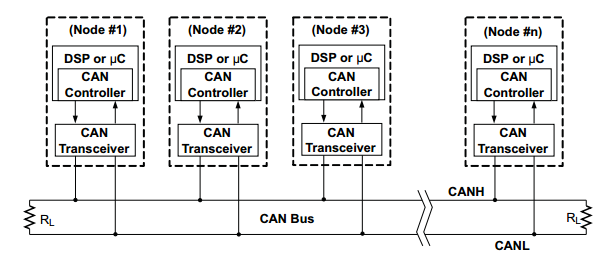 (Node #1)
DSP or μC
CAN
Controller
CAN
Transceiver
(Node #2)
DSP or μC
CAN
Controller
CAN
Transceiver
(Node #3)
DSP or μC
CAN
Controller
CAN
Transceiver
(Node #n)
DSP or μC
CAN
Controller
CAN
Transceiver
CANH
RL
CAN Bus
RL
CANL